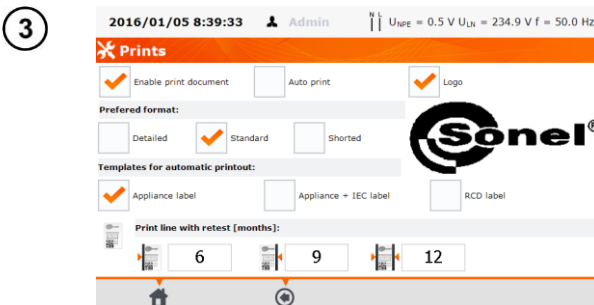 3
2016/01/05 8:39:33 Admin N L U_NPE = 0.5 V U_LN = 234.9 V f = 50.0 Hz
Prints
Enable print document Auto print Logo
Prefered format:
Detailed Standard Shorted
Sonel®
Templates for automatic printout:
Appliance label Appliance + IEC label RCD label
Print line with retest [months]:
6 9 12